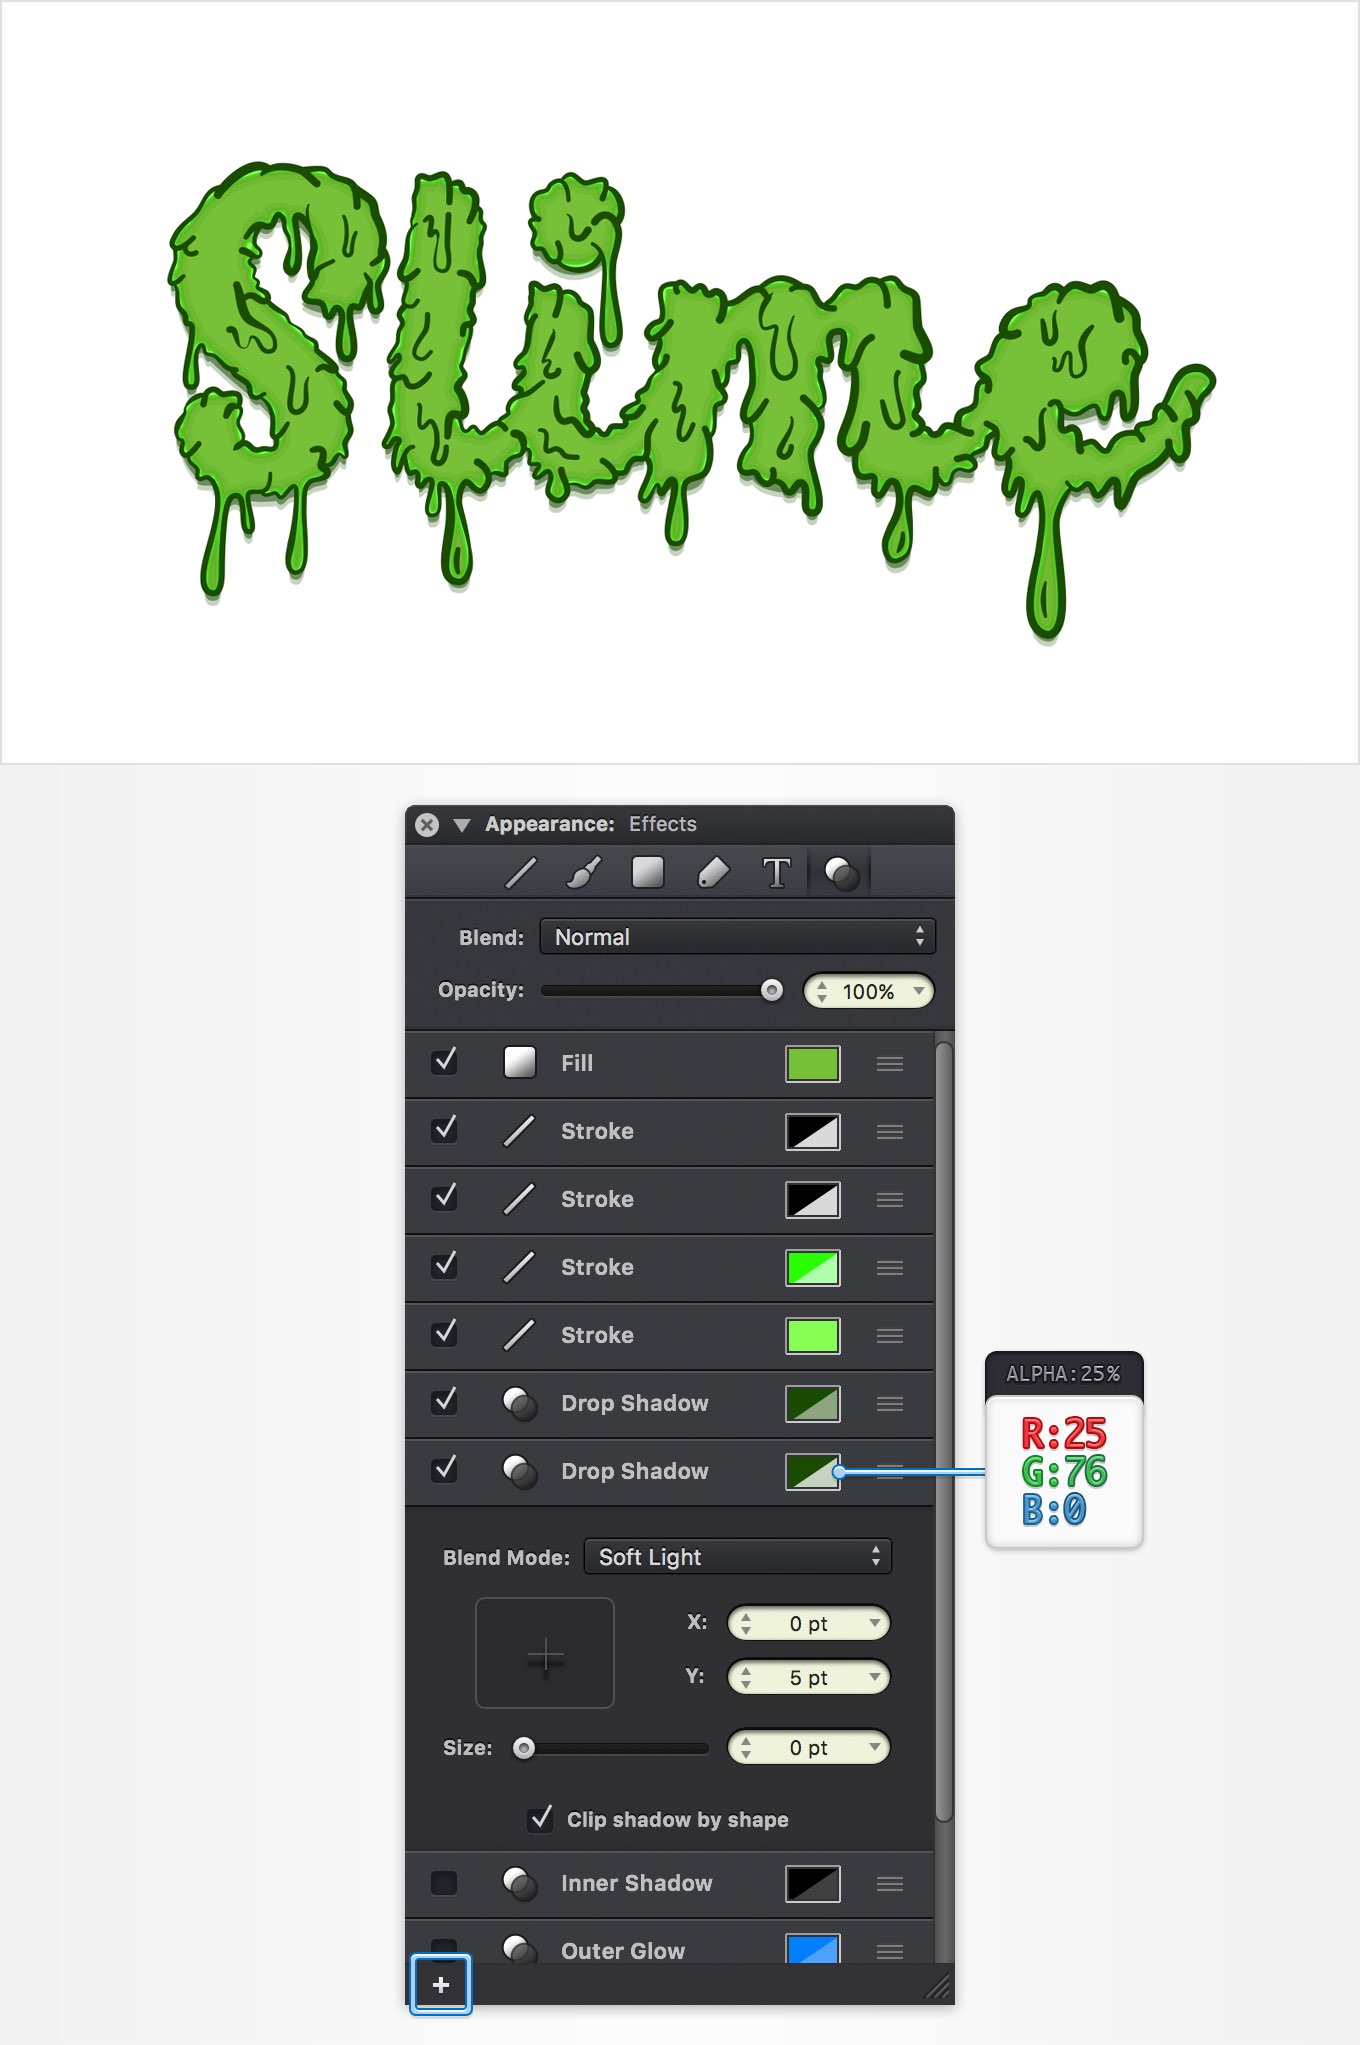 Slime
Appearance: Effects
T
Blend: Normal
Opacity: 100%
Fill
Stroke
Stroke
Stroke
Stroke
Drop Shadow
Drop Shadow
ALPHA:25%
R:25
G:76
B:0
Blend Mode: Soft Light
X: 0 pt
Y: 5 pt
Size: 0 pt
Clip shadow by shape
Inner Shadow
Outer Glow
+